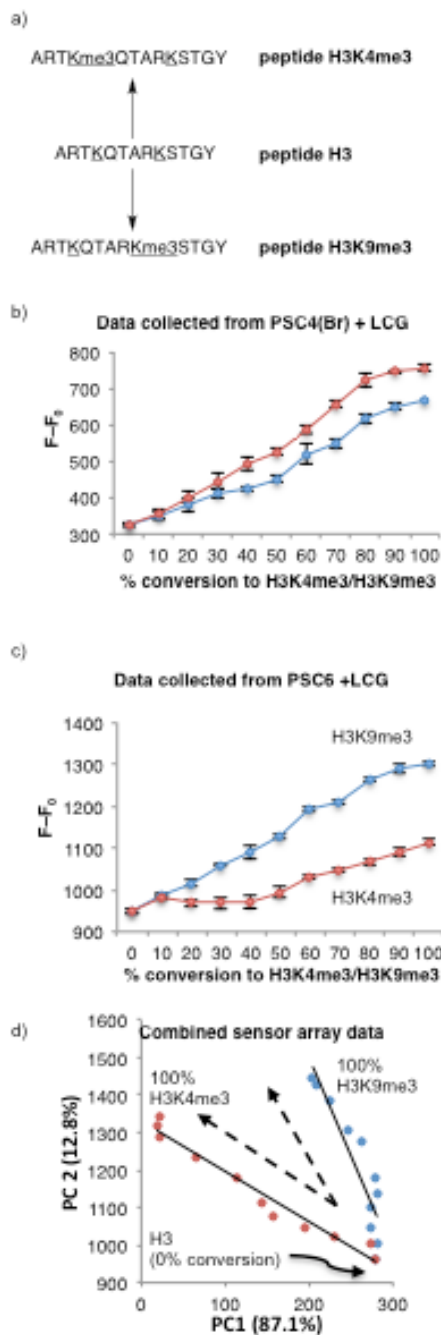 a)
ARTKme3QTARKSTGY peptide H3K4me3
ARTKQTARKSTGY peptide H3
ARTKQTARKme3STGY peptide H3K9me3
b)
Data collected from PSC4(Br) + LCG
800
700
600
500
400
300
F–F0
0 10 20 30 40 50 60 70 80 90 100
% conversion to H3K4me3/H3K9me3
c)
Data collected from PSC6 +LCG
1400
1300
1200
1100
1000
900
F–F0
H3K9me3
H3K4me3
0 10 20 30 40 50 60 70 80 90 100
% conversion to H3K4me3/H3K9me3
d)
Combined sensor array data
1600
1500
1400
1300
1200
1100
1000
900
PC 2 (12.8%)
100%
H3K4me3
100%
H3K9me3
H3
(0% conversion)
0 100 200 300
PC1 (87.1%)